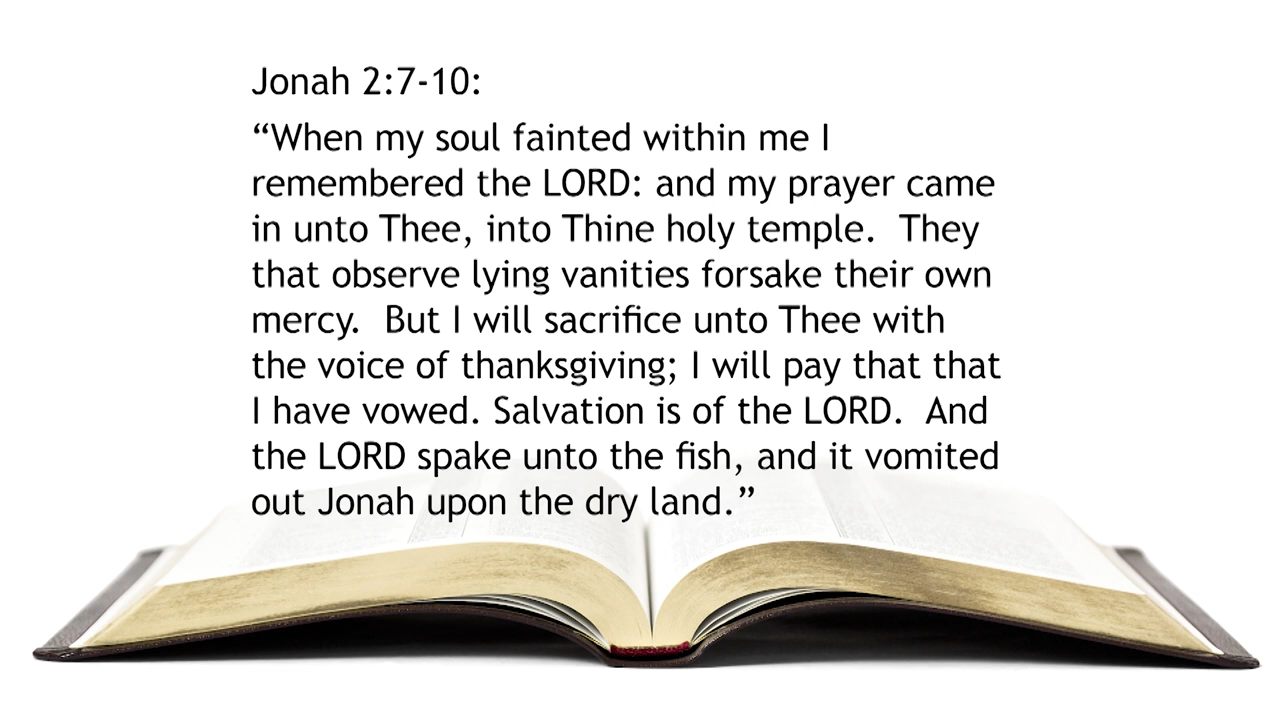 Jonah 2:7-10:
“When my soul fainted within me I
remembered the LORD: and my prayer came
in unto Thee, into Thine holy temple.  They
that observe lying vanities forsake their own
mercy.  But I will sacrifice unto Thee with
the voice of thanksgiving; I will pay that that
I have vowed. Salvation is of the LORD.  And
the LORD spake unto the fish, and it vomited
out Jonah upon the dry land.”